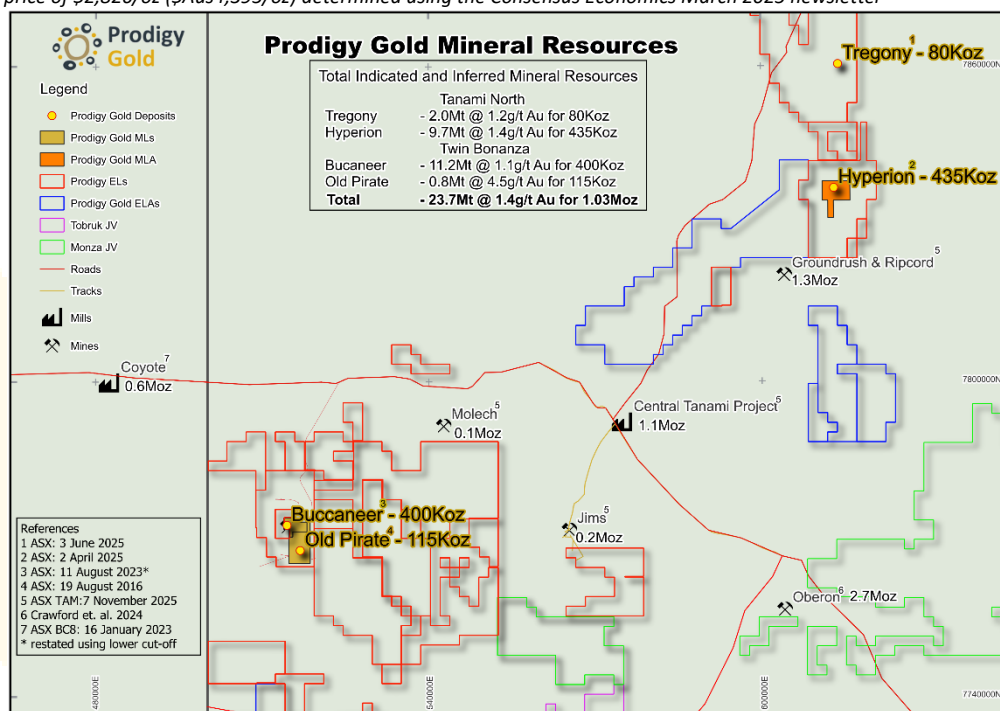 price of $2,820/oz ($Aus4,395/oz) determined using the Consensus Economics March 2025 newsletter
Prodigy
Gold
Prodigy Gold Mineral Resources
Total Indicated and Inferred Mineral Resources
Tanami North
Tregony - 2.0Mt @ 1.2g/t Au for 80Koz
Hyperion - 9.7Mt @ 1.4g/t Au for 435Koz
Twin Bonanza
Bucaneer - 11.2Mt @ 1.1g/t Au for 400Koz
Old Pirate - 0.8Mt @ 4.5g/t Au for 115Koz
Total - 23.7Mt @ 1.4g/t Au for 1.03Moz
Legend
Prodigy Gold Deposits
Prodigy Gold MLs
Prodigy Gold MLA
Prodigy ELs
Prodigy Gold ELAs
Tobruk JV
Monza JV
Roads
Tracks
Mills
Mines
Tregony¹ - 80Koz
7860000N
Hyperion² - 435Koz
Groundrush & Ripcord⁵
1.3Moz
Coyote⁷
0.6Moz
7800000N
Molech⁵
0.1Moz
Central Tanami Project⁵
1.1Moz
Buccaneer³ - 400Koz
Old Pirate⁴ - 115Koz
Jims⁵
0.2Moz
Oberon⁶ 2.7Moz
References
1 ASX: 3 June 2025
2 ASX: 2 April 2025
3 ASX: 11 August 2023*
4 ASX: 19 August 2016
5 ASX TAM:7 November 2025
6 Crawford et. al. 2024
7 ASX BC8: 16 January 2023
* restated using lower cut-off
480000E
540000E
600000E
7740000N